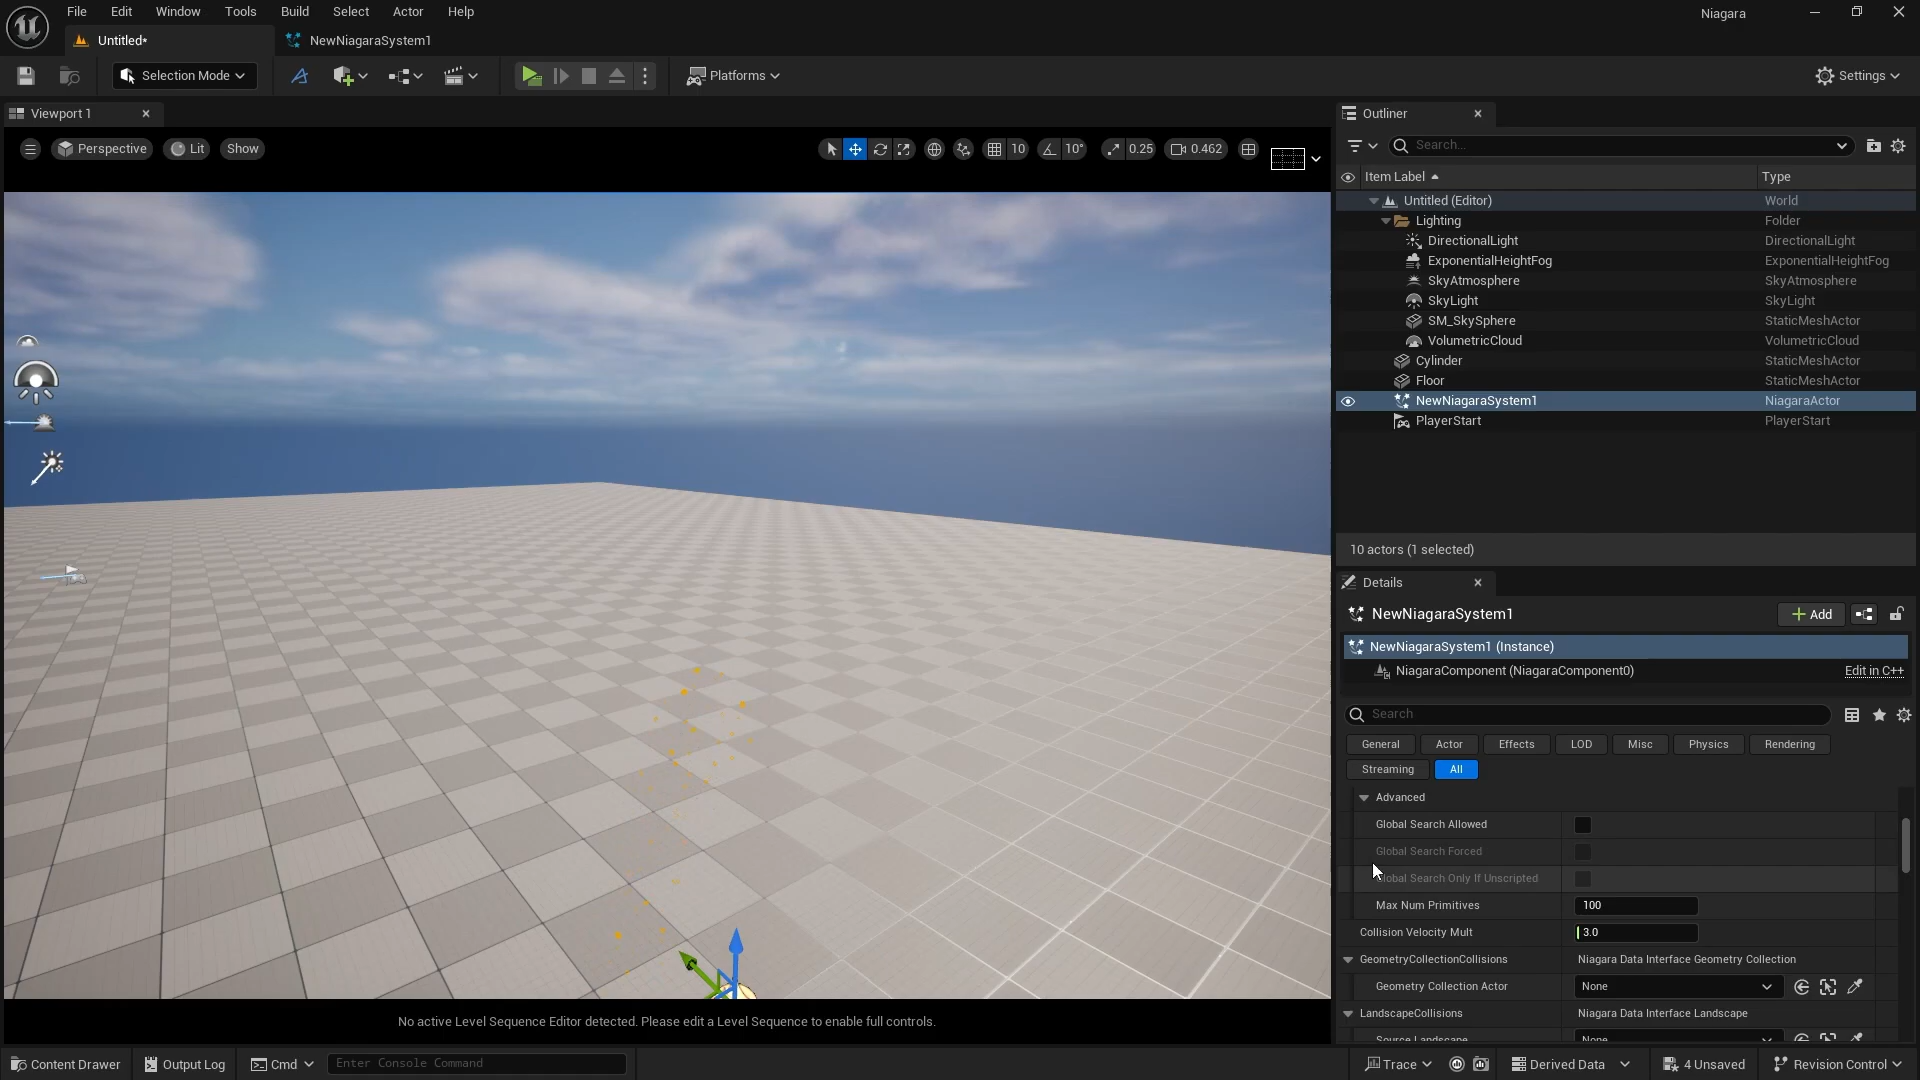 File Edit Window Tools Build Select Actor Help
Niagara
Untitled*
NewNiagaraSystem1
Selection Mode
Platforms
Settings
Viewport 1
Perspective
Lit
Show
10
10°
0.25
0.462
Outliner
Search...
Item Label
Type
Untitled (Editor) World
Lighting Folder
DirectionalLight DirectionalLight
ExponentialHeightFog ExponentialHeightFog
SkyAtmosphere SkyAtmosphere
SkyLight SkyLight
SM_SkySphere StaticMeshActor
VolumetricCloud VolumetricCloud
Cylinder StaticMeshActor
Floor StaticMeshActor
NewNiagaraSystem1 NiagaraActor
PlayerStart PlayerStart
10 actors (1 selected)
Details
NewNiagaraSystem1
Add
NewNiagaraSystem1 (Instance)
NiagaraComponent (NiagaraComponent0)
Edit in C++
Search
General Actor Effects LOD Misc Physics Rendering
Streaming All
Advanced
Global Search Allowed
Global Search Forced
Global Search Only If Unscripted
Max Num Primitives 100
Collision Velocity Mult 3.0
GeometryCollectionCollisions Niagara Data Interface Geometry Collection
Geometry Collection Actor None
LandscapeCollisions Niagara Data Interface Landscape
Source Landscape None
No active Level Sequence Editor detected. Please edit a Level Sequence to enable full controls.
Content Drawer
Output Log
Cmd
Enter Console Command
Trace
Derived Data
4 Unsaved
Revision Control